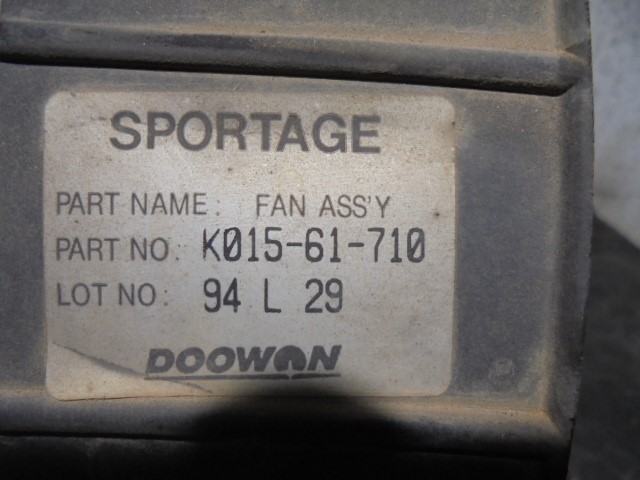 SPORTAGE
PART NAME: FAN ASS'Y
PART NO: K015-61-710
LOT NO: 94 L 29
DOOWON